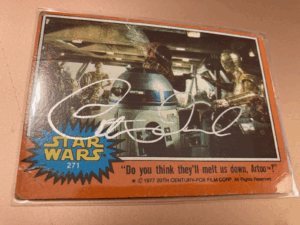 STAR
WARS
271
"Do you think they'll melt us down, Artoo?"
★ © 1977 20TH CENTURY-FOX FILM CORP. All Rights Reserved